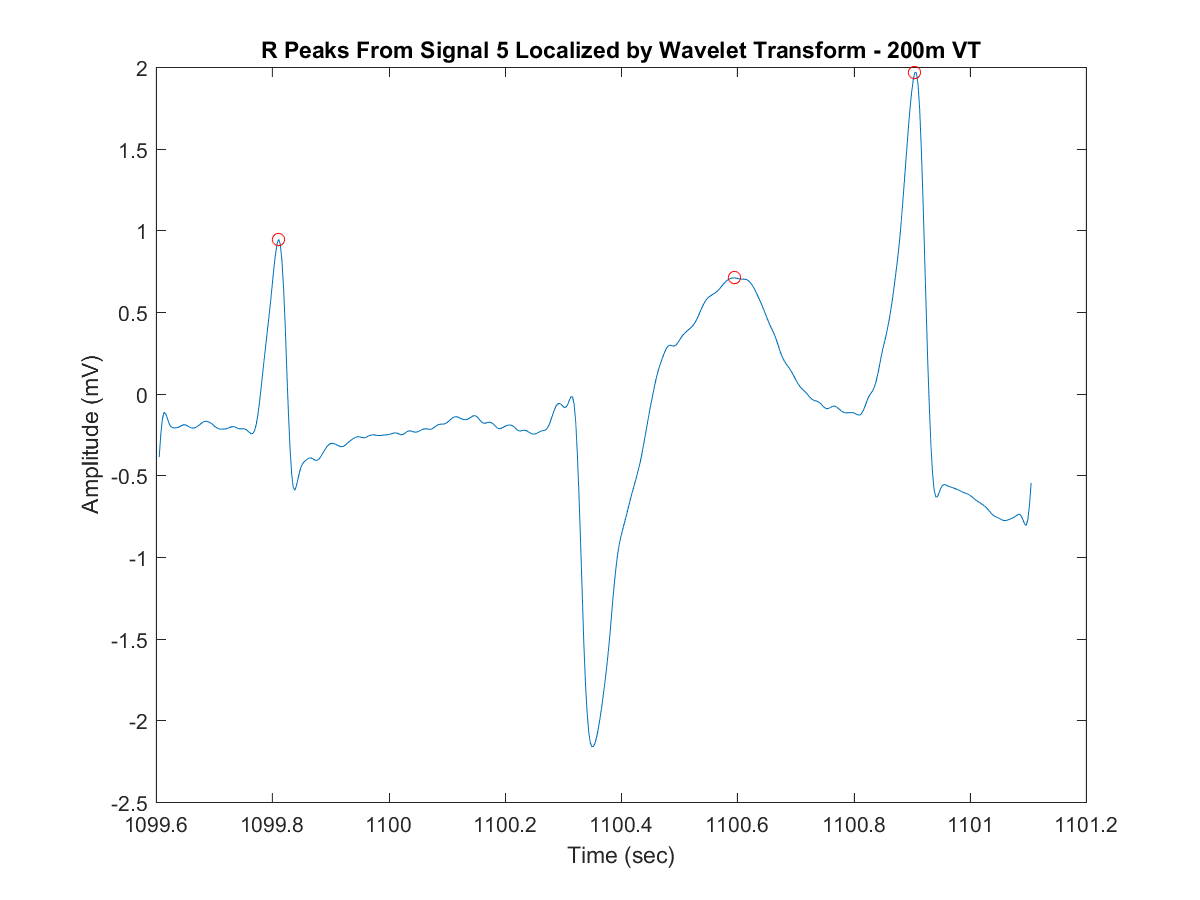 R Peaks From Signal 5 Localized by Wavelet Transform - 200m VT
2
1.5
1
0.5
0
-0.5
-1
-1.5
-2
-2.5
Amplitude (mV)
1099.6 1099.8 1100 1100.2 1100.4 1100.6 1100.8 1101 1101.2
Time (sec)